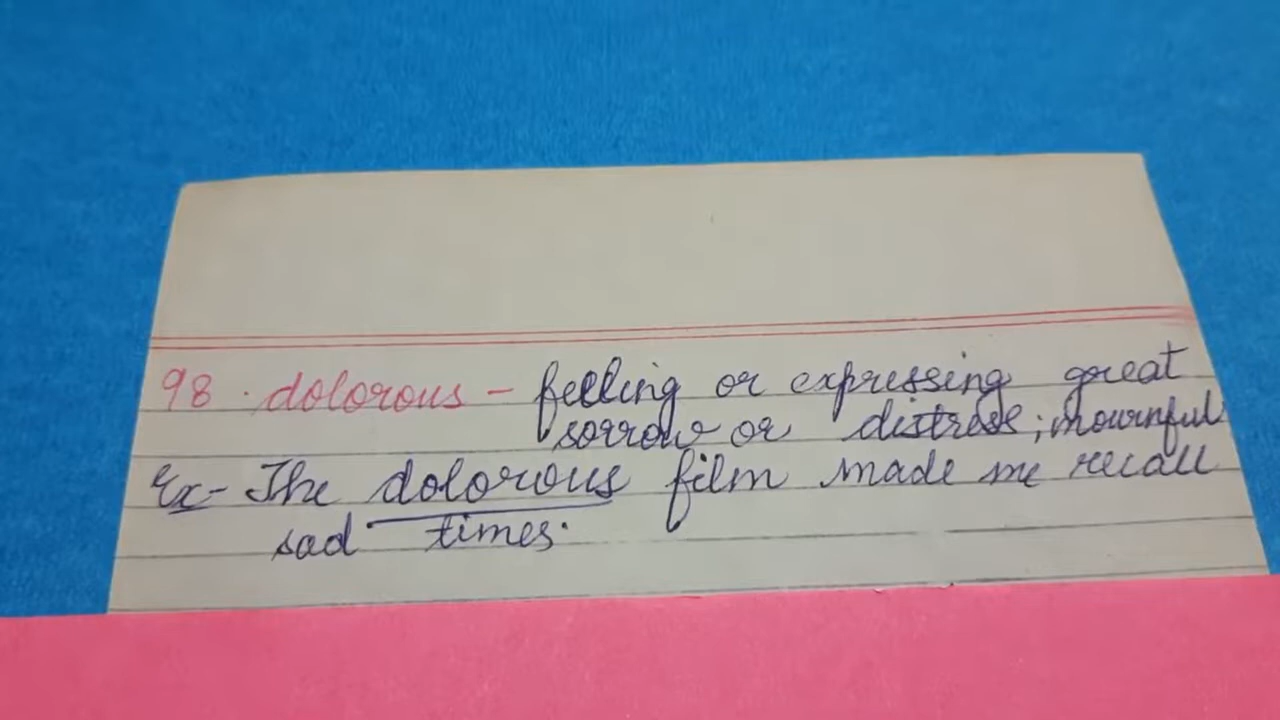 98. dolorous - feeling or expressing great
sorrow or distress; mournful
Ex- The dolorous film made me recall
sad times.